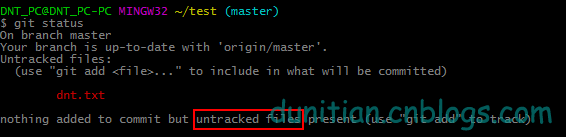 DNT_PC@DNT_PC-PC MINGW32 ~/test (master)
$ git status
On branch master
Your branch is up-to-date with 'origin/master'.
Untracked files:
  (use "git add <file>..." to include in what will be committed)
        dnt.txt
nothing added to commit but untracked files present (use "git add" to track)
dunitian.cnblogs.com